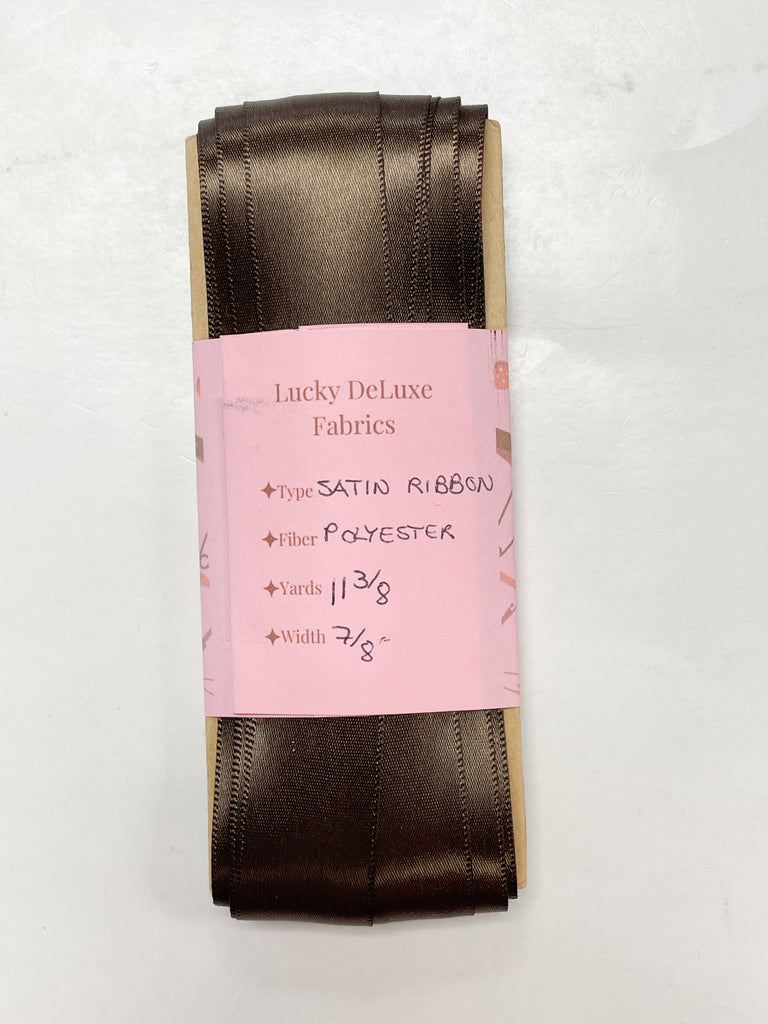 Lucky DeLuxe
Fabrics
Type SATIN RIBBON
Fiber POLYESTER
Yards 11 3/8
Width 7/8"